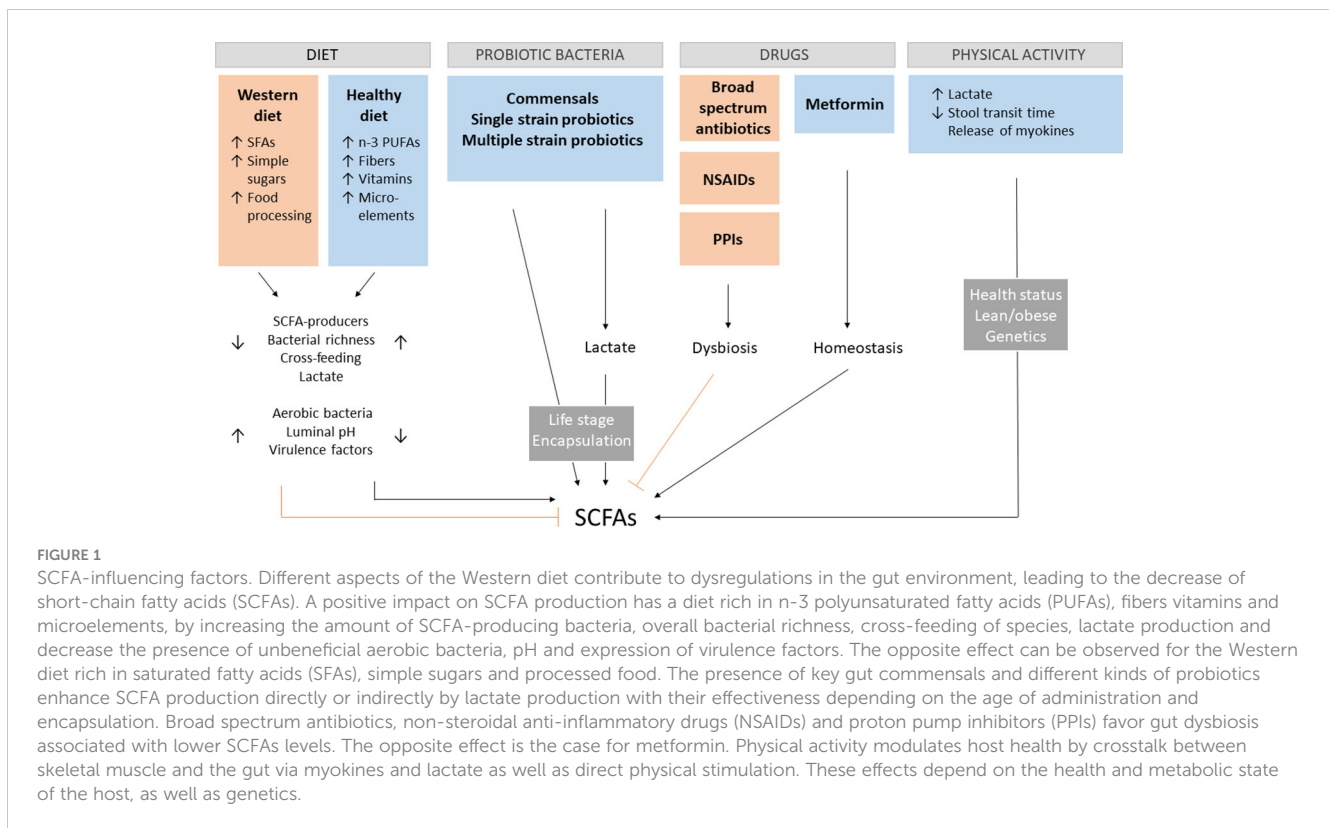 DIET
PROBIOTIC BACTERIA
DRUGS
PHYSICAL ACTIVITY
Western
diet
↑ SFAs
↑ Simple
sugars
↑ Food
processing
Healthy
diet
↑ n-3 PUFAs
↑ Fibers
↑ Vitamins
↑ Micro-
elements
Commensals
Single strain probiotics
Multiple strain probiotics
Broad
spectrum
antibiotics
NSAIDs
PPIs
Metformin
↑ Lactate
↓ Stool transit time
Release of myokines
SCFA-producers
↓ Bacterial richness ↑
Cross-feeding
Lactate
Aerobic bacteria
↑ Luminal pH ↓
Virulence factors
Lactate
Dysbiosis
Homeostasis
Health status
Lean/obese
Genetics
Life stage
Encapsulation
SCFAs
FIGURE 1
SCFA-influencing factors. Different aspects of the Western diet contribute to dysregulations in the gut environment, leading to the decrease of
short-chain fatty acids (SCFAs). A positive impact on SCFA production has a diet rich in n-3 polyunsaturated fatty acids (PUFAs), fibers vitamins and
microelements, by increasing the amount of SCFA-producing bacteria, overall bacterial richness, cross-feeding of species, lactate production and
decrease the presence of unbeneficial aerobic bacteria, pH and expression of virulence factors. The opposite effect can be observed for the Western
diet rich in saturated fatty acids (SFAs), simple sugars and processed food. The presence of key gut commensals and different kinds of probiotics
enhance SCFA production directly or indirectly by lactate production with their effectiveness depending on the age of administration and
encapsulation. Broad spectrum antibiotics, non-steroidal anti-inflammatory drugs (NSAIDs) and proton pump inhibitors (PPIs) favor gut dysbiosis
associated with lower SCFAs levels. The opposite effect is the case for metformin. Physical activity modulates host health by crosstalk between
skeletal muscle and the gut via myokines and lactate as well as direct physical stimulation. These effects depend on the health and metabolic state
of the host, as well as genetics.